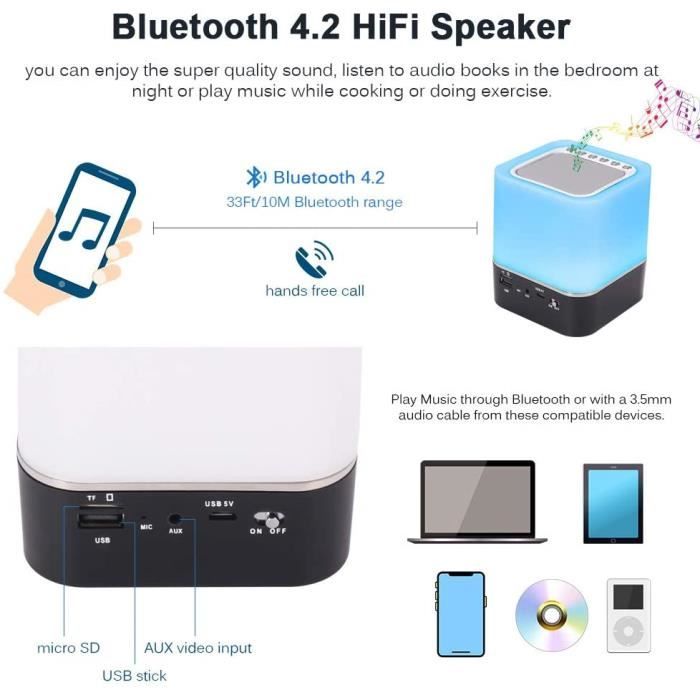 Bluetooth 4.2 HiFi Speaker
you can enjoy the super quality sound, listen to audio books in the bedroom at
night or play music while cooking or doing exercise.
Bluetooth 4.2
33Ft/10M Bluetooth range
hands free call
Play Music through Bluetooth or with a 3.5mm
audio cable from these compatible devices.
TF
USB 5V
MIC
AUX
ON OFF
USB
micro SD
AUX video input
USB stick